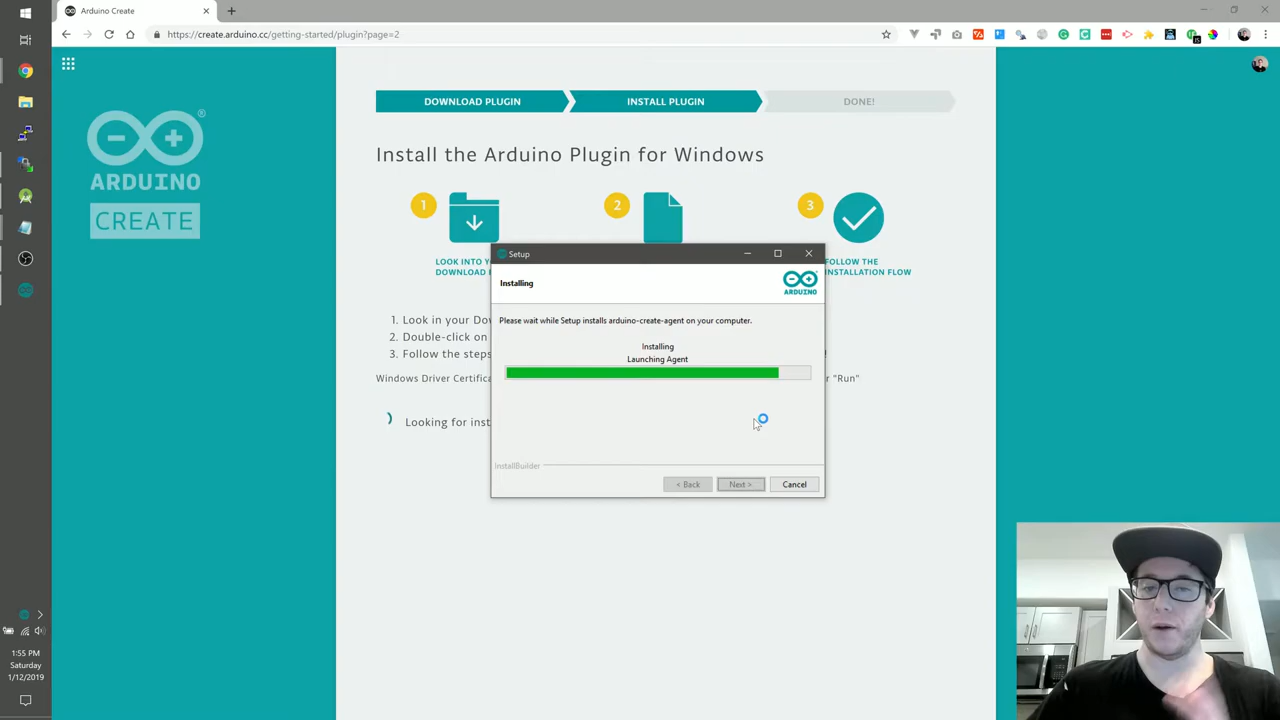 Arduino Create
https://create.arduino.cc/getting-started/plugin?page=2
ARDUINO
CREATE
DOWNLOAD PLUGIN
INSTALL PLUGIN
DONE!
Install the Arduino Plugin for Windows
1
2
3
LOOK INTO
DOWNLOAD
FOLLOW THE
INSTALLATION FLOW
1. Look in your
2. Double-click on
3. Follow the steps
!
Windows Driver
r "Run"
Looking for
Setup
Installing
ARDUINO
Please wait while Setup installs arduino-create-agent on your computer.
Installing
Launching Agent
InstallBuilder
< Back
Next >
Cancel
1:55 PM
Saturday
1/12/2019